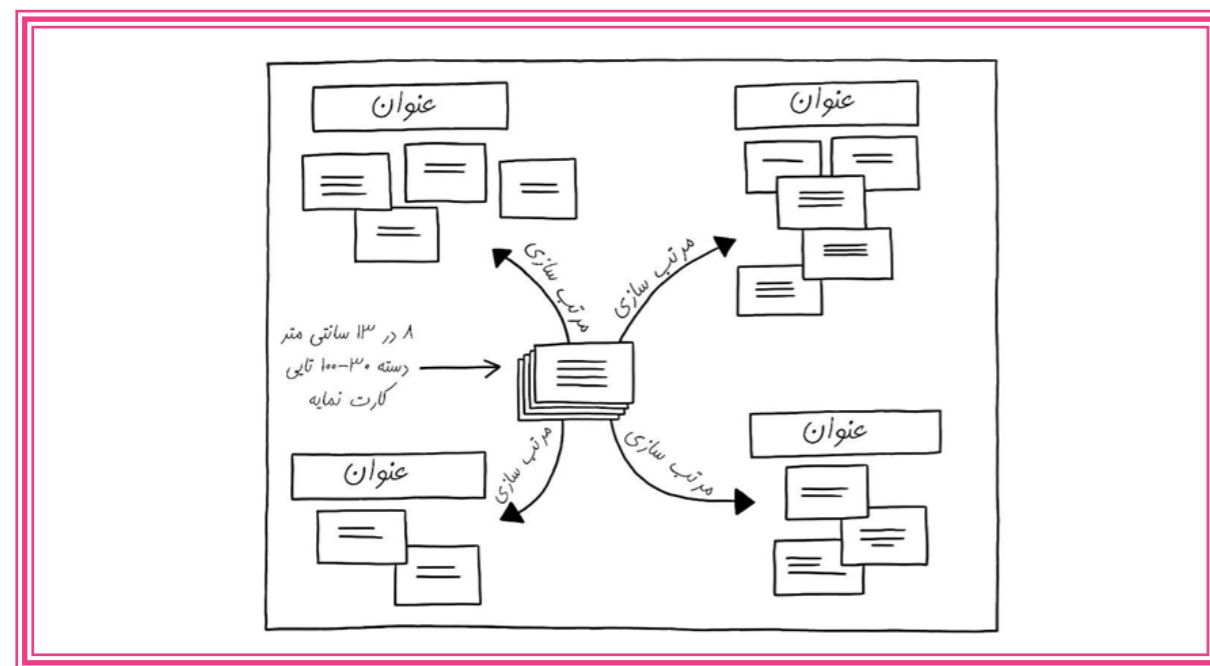 عنوان
عنوان
مرتب سازی
مرتب سازی
۸ در ۱۳ سانتی متر
دسته ۳۰-۱۰۰ تایی
کارت نمایه
مرتب سازی
مرتب سازی
عنوان
عنوان